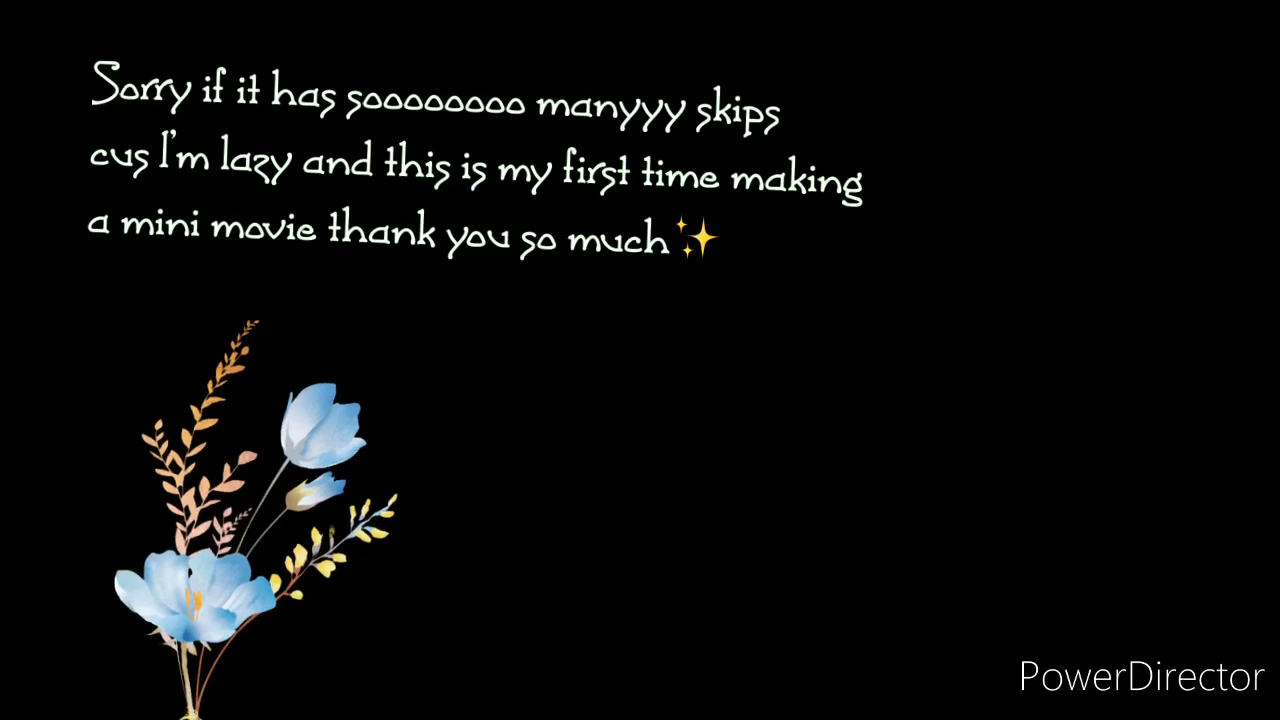 Sorry if it has soooooooo manyyy skips
cus I'm lazy and this is my first time making
a mini movie thank you so much✨
PowerDirector